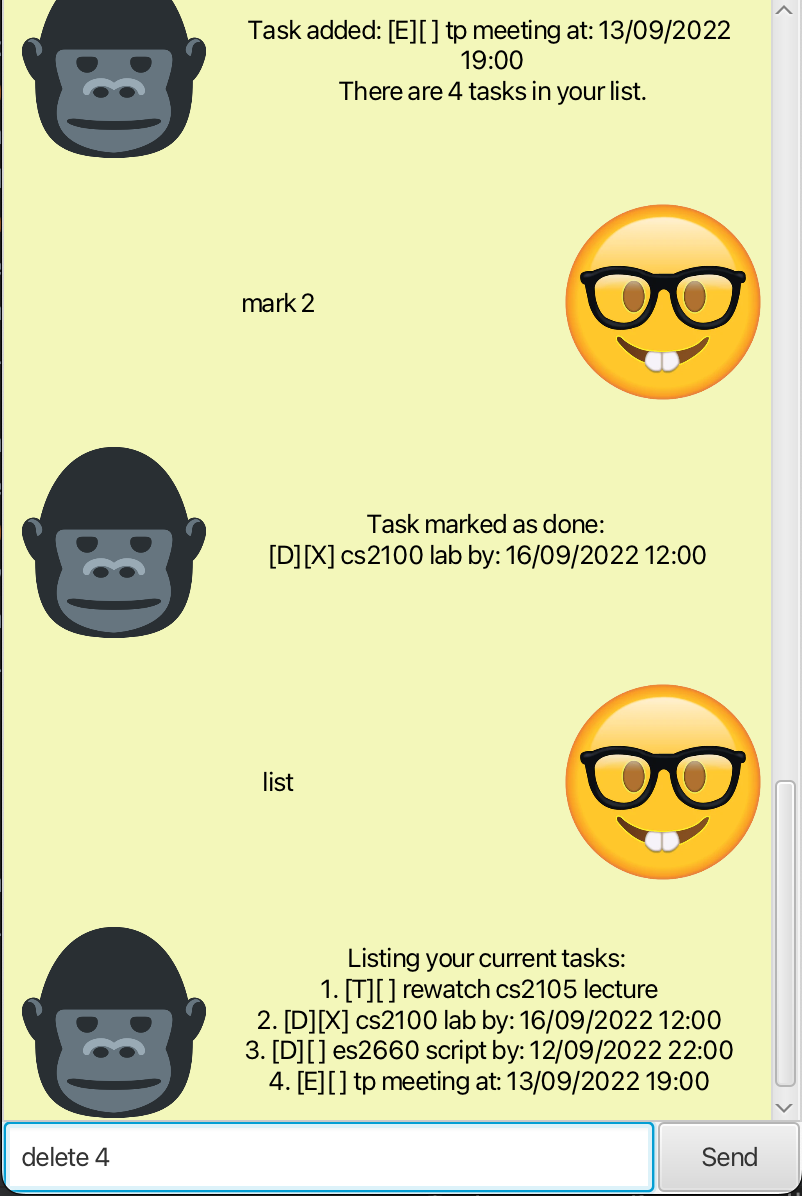 Task added: [E][ ] tp meeting at: 13/09/2022
19:00
There are 4 tasks in your list.
mark 2
Task marked as done:
[D][X] cs2100 lab by: 16/09/2022 12:00
list
Listing your current tasks:
1. [T][ ] rewatch cs2105 lecture
2. [D][X] cs2100 lab by: 16/09/2022 12:00
3. [D][ ] es2660 script by: 12/09/2022 22:00
4. [E][ ] tp meeting at: 13/09/2022 19:00
delete 4
Send